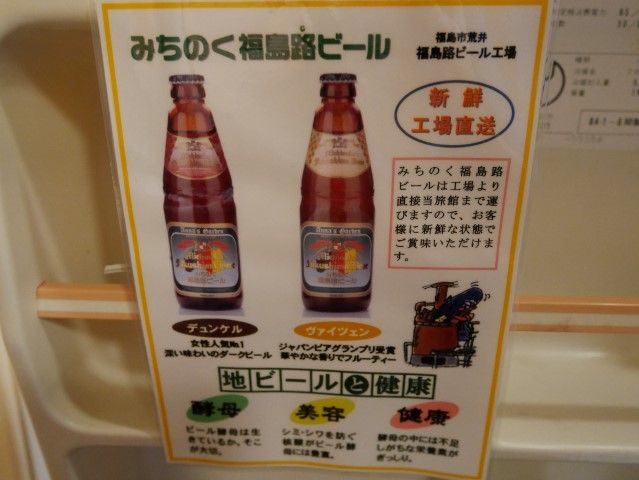 みちのく福島路ビール
じ
福島市荒井
福島路ビール工場
新鮮
工場直送
みちのく福島路
ビールは工場より
直接当旅館まで運
びますので、お客
様に新鮮な状態で
ご賞味いただけま
す。
Anna's Garden
Anna's Garden
デュンケル
女性人気No1
深い味わいのダークビール
ヴァイツェン
ジャパンビアグランプリ受賞
華やかな香りでフルーティー
地ビールと健康
酵母
ビール酵母は生
きているか、そこ
が大切。
美容
シミ・シワを防ぐ
核酸がビール酵
母には豊富。
健康
酵母の中には不足
しがちな栄養素が
ぎっしり。